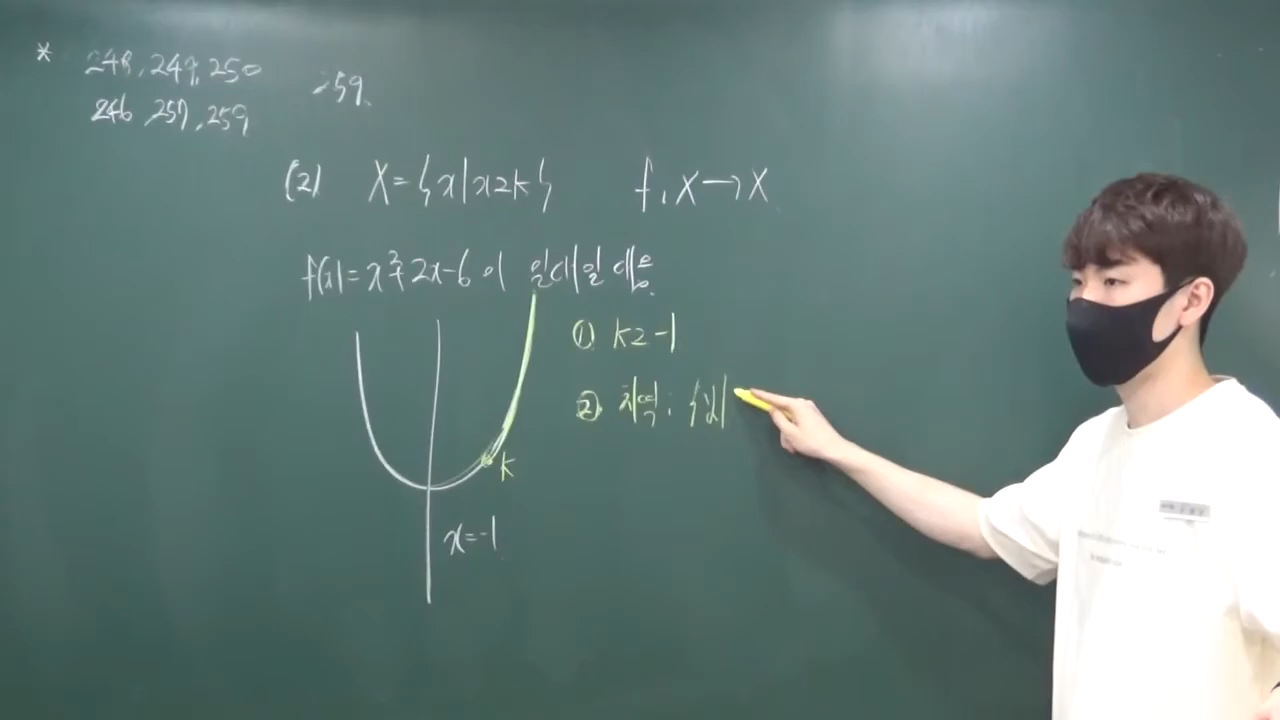 * 248, 249, 250
246, 257, 259
259.
(2) X = {x|x≥k} f: X→X
f(x) = x²+2x-6 이 일대일 대응.
① k≥-1
② 치역: {y|
k
x=-1